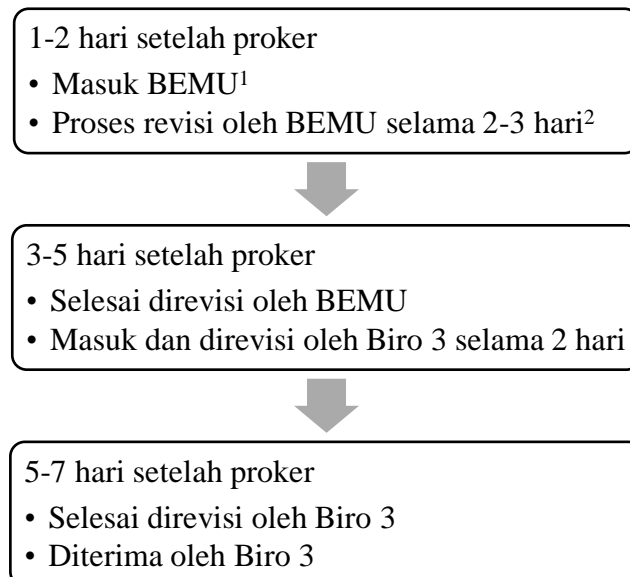 1-2 hari setelah proker
• Masuk BEMU¹
• Proses revisi oleh BEMU selama 2-3 hari²
3-5 hari setelah proker
• Selesai direvisi oleh BEMU
• Masuk dan direvisi oleh Biro 3 selama 2 hari
5-7 hari setelah proker
• Selesai direvisi oleh Biro 3
• Diterima oleh Biro 3